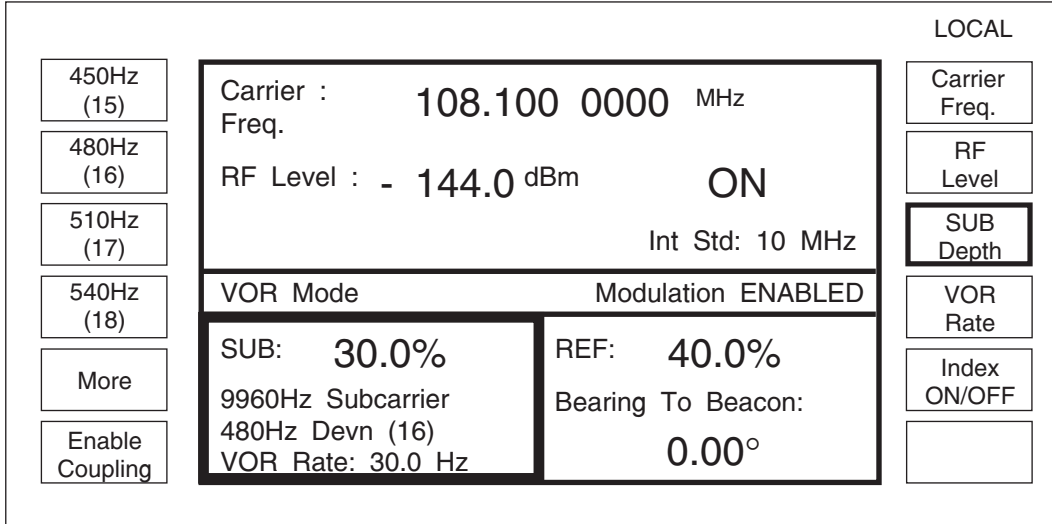 LOCAL
450Hz
(15)
480Hz
(16)
510Hz
(17)
540Hz
(18)
More
Enable
Coupling
Carrier :
Freq.
108.100 0000 MHz
RF Level : - 144.0 dBm ON
Int Std: 10 MHz
VOR Mode Modulation ENABLED
SUB: 30.0%
9960Hz Subcarrier
480Hz Devn (16)
VOR Rate: 30.0 Hz
REF: 40.0%
Bearing To Beacon:
0.00°
Carrier
Freq.
RF
Level
SUB
Depth
VOR
Rate
Index
ON/OFF